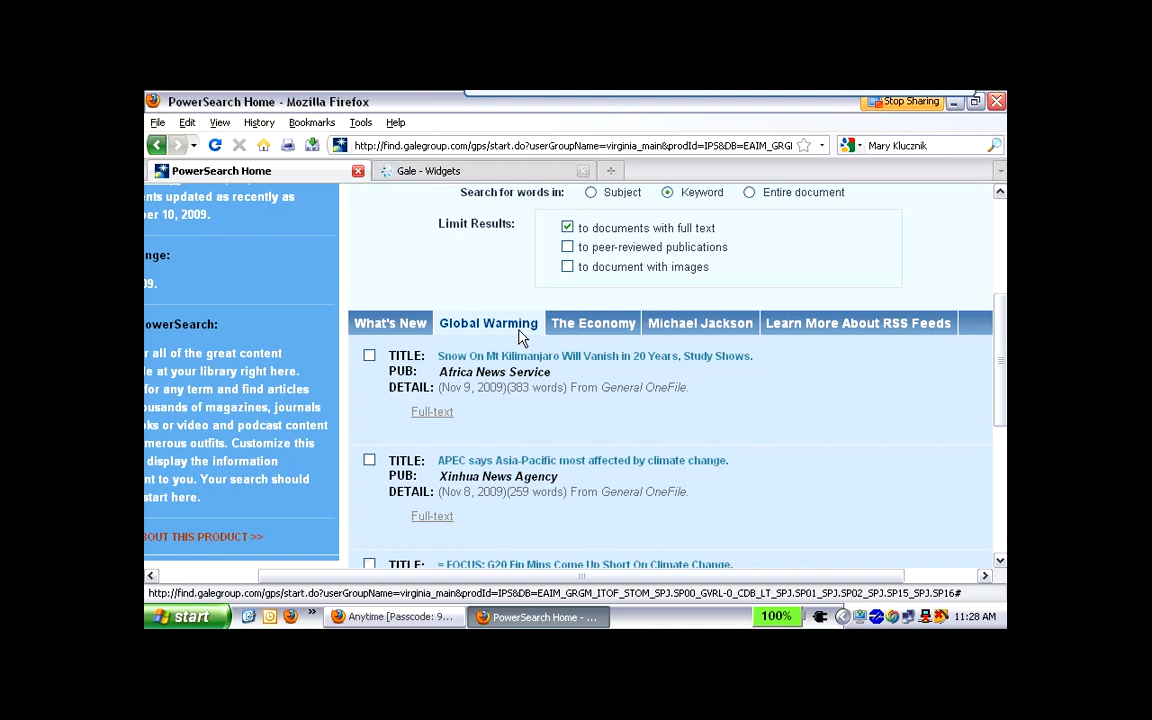 PowerSearch Home - Mozilla Firefox
Stop Sharing
File Edit View History Bookmarks Tools Help
http://find.galegroup.com/gps/start.do?userGroupName=virginia_main&prodId=IPS&DB=EAIM_GRGI
Mary Klucznik
PowerSearch Home
Gale - Widgets
ents updated as recently as
er 10, 2009.
nge:
09.
owerSearch:
r all of the great content
le at your library right here.
for any term and find articles
ousands of magazines, journals
oks or video and podcast content
merous outfits. Customize this
display the information
nt to you. Your search should
start here.
BOUT THIS PRODUCT >>
Search for words in: Subject Keyword Entire document
Limit Results: to documents with full text
to peer-reviewed publications
to document with images
What's New Global Warming The Economy Michael Jackson Learn More About RSS Feeds
TITLE: Snow On Mt Kilimanjaro Will Vanish in 20 Years, Study Shows.
PUB: Africa News Service
DETAIL: (Nov 9, 2009)(383 words) From General OneFile.
Full-text
TITLE: APEC says Asia-Pacific most affected by climate change.
PUB: Xinhua News Agency
DETAIL: (Nov 8, 2009)(259 words) From General OneFile.
Full-text
TITLE: = FOCUS: G20 Fin Mins Come Up Short On Climate Change.
http://find.galegroup.com/gps/start.do?userGroupName=virginia_main&prodId=IPS&DB=EAIM_GRGM_ITOF_STOM_SPJ.SP00_GVRL-0_CDB_LT_SPJ.SP01_SPJ.SP02_SPJ.SP15_SPJ.SP16#
start
Anytime [Passcode: 9...
PowerSearch Home - ...
100%
11:28 AM